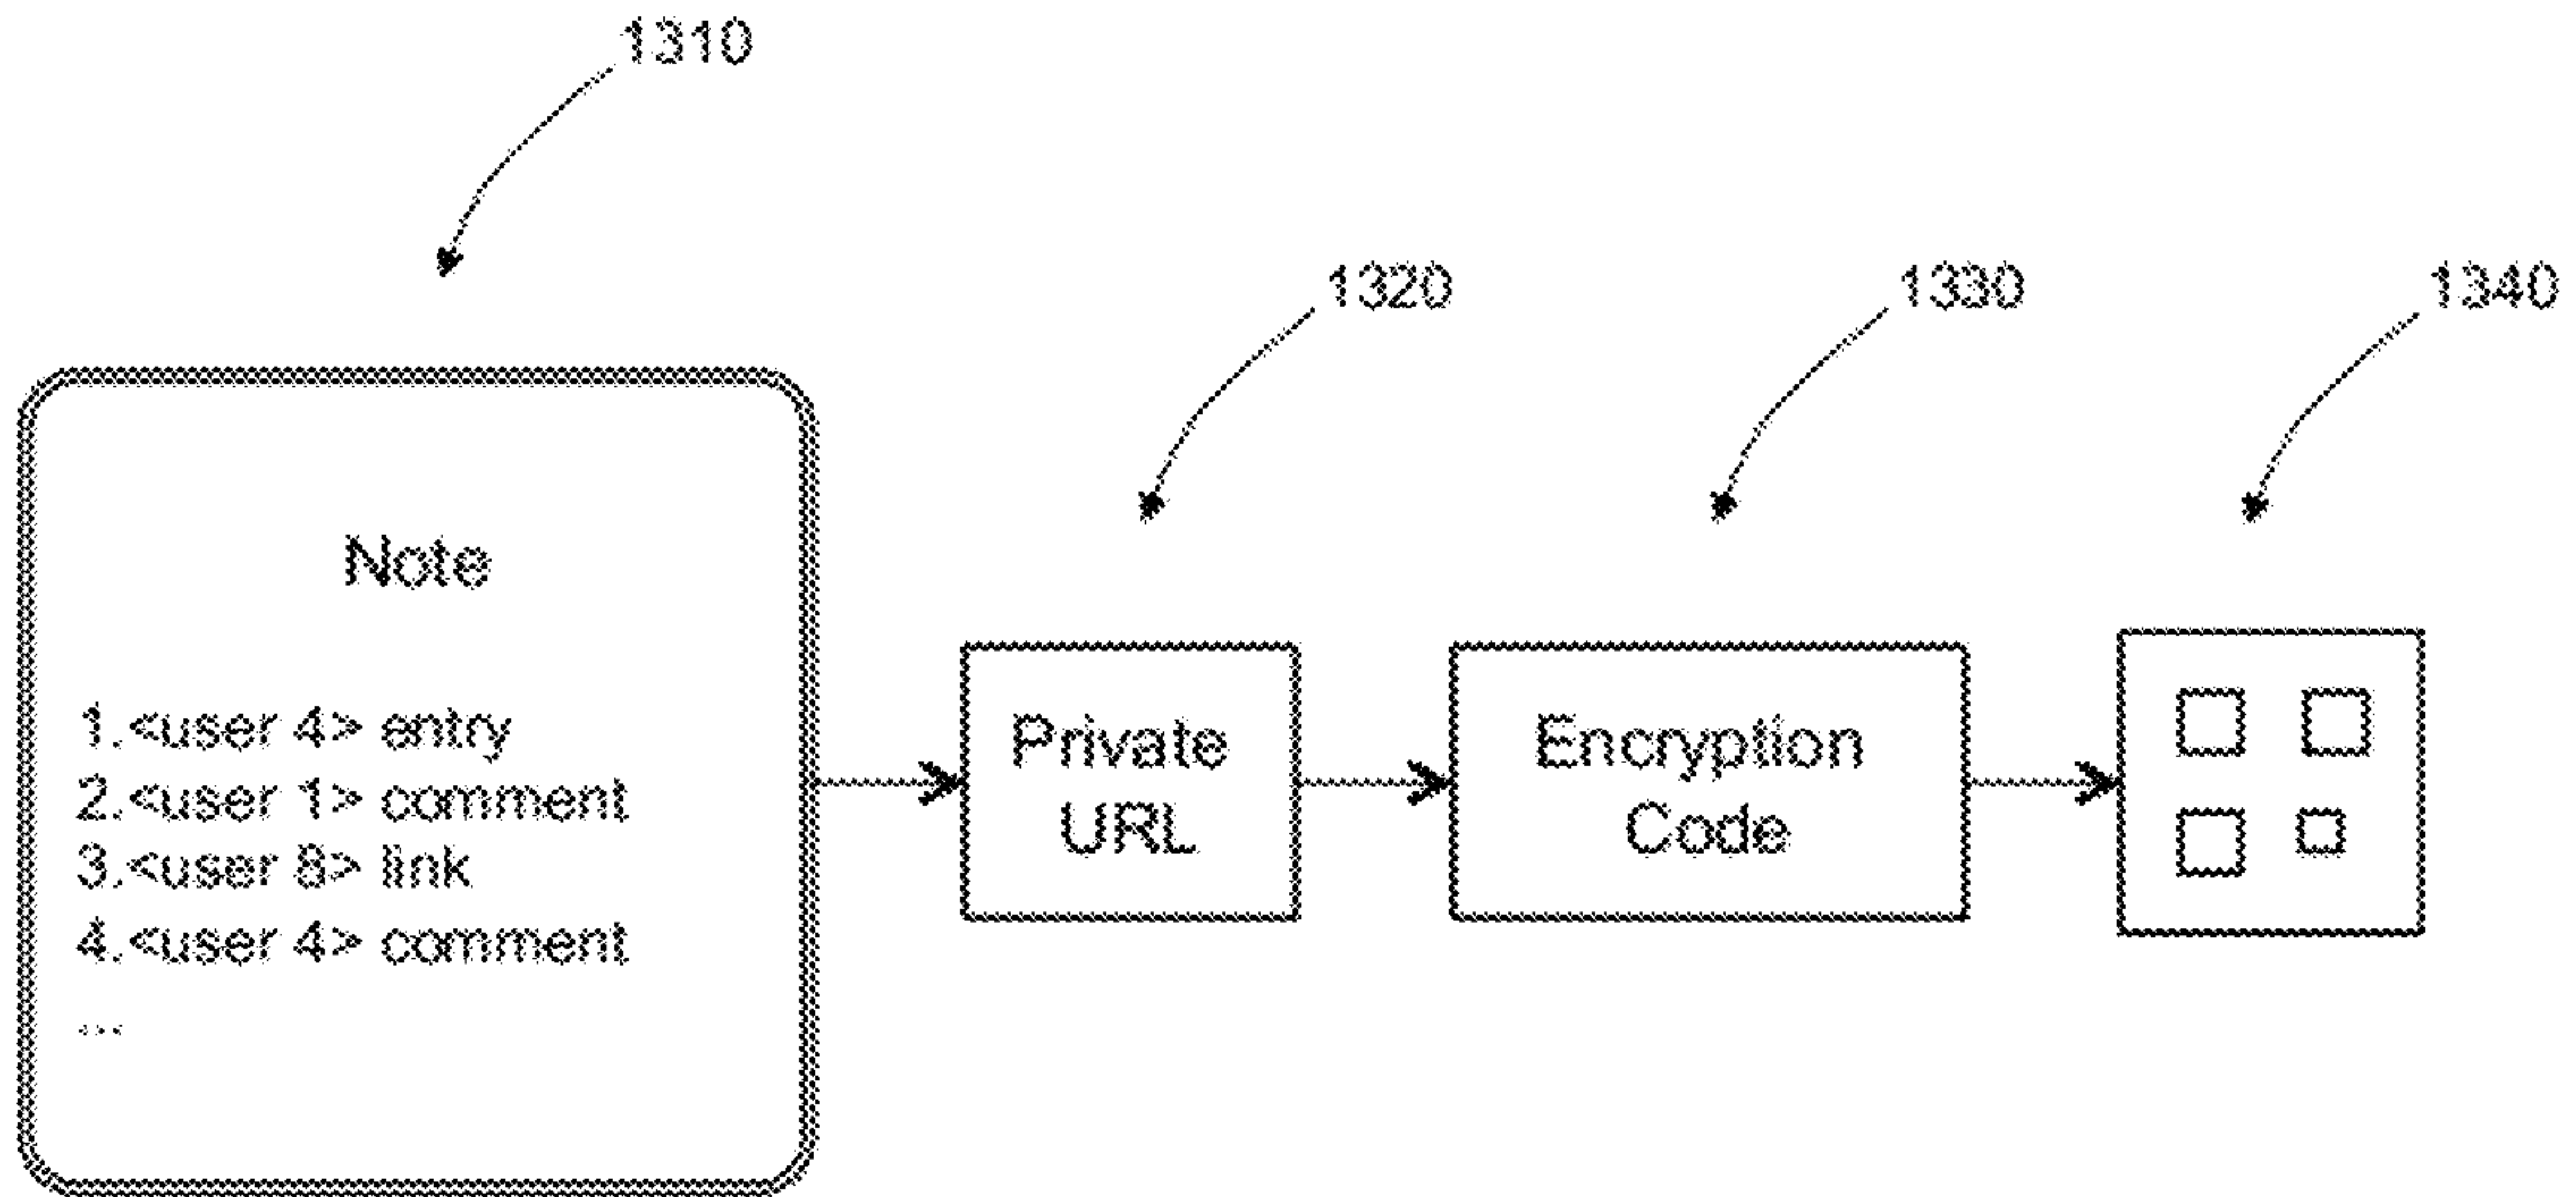 1310
1320
1330
1340
Note
1.<user 4> entry
2.<user 1> comment
3.<user 8> link
4.<user 4> comment
...
Private
URL
Encryption
Code